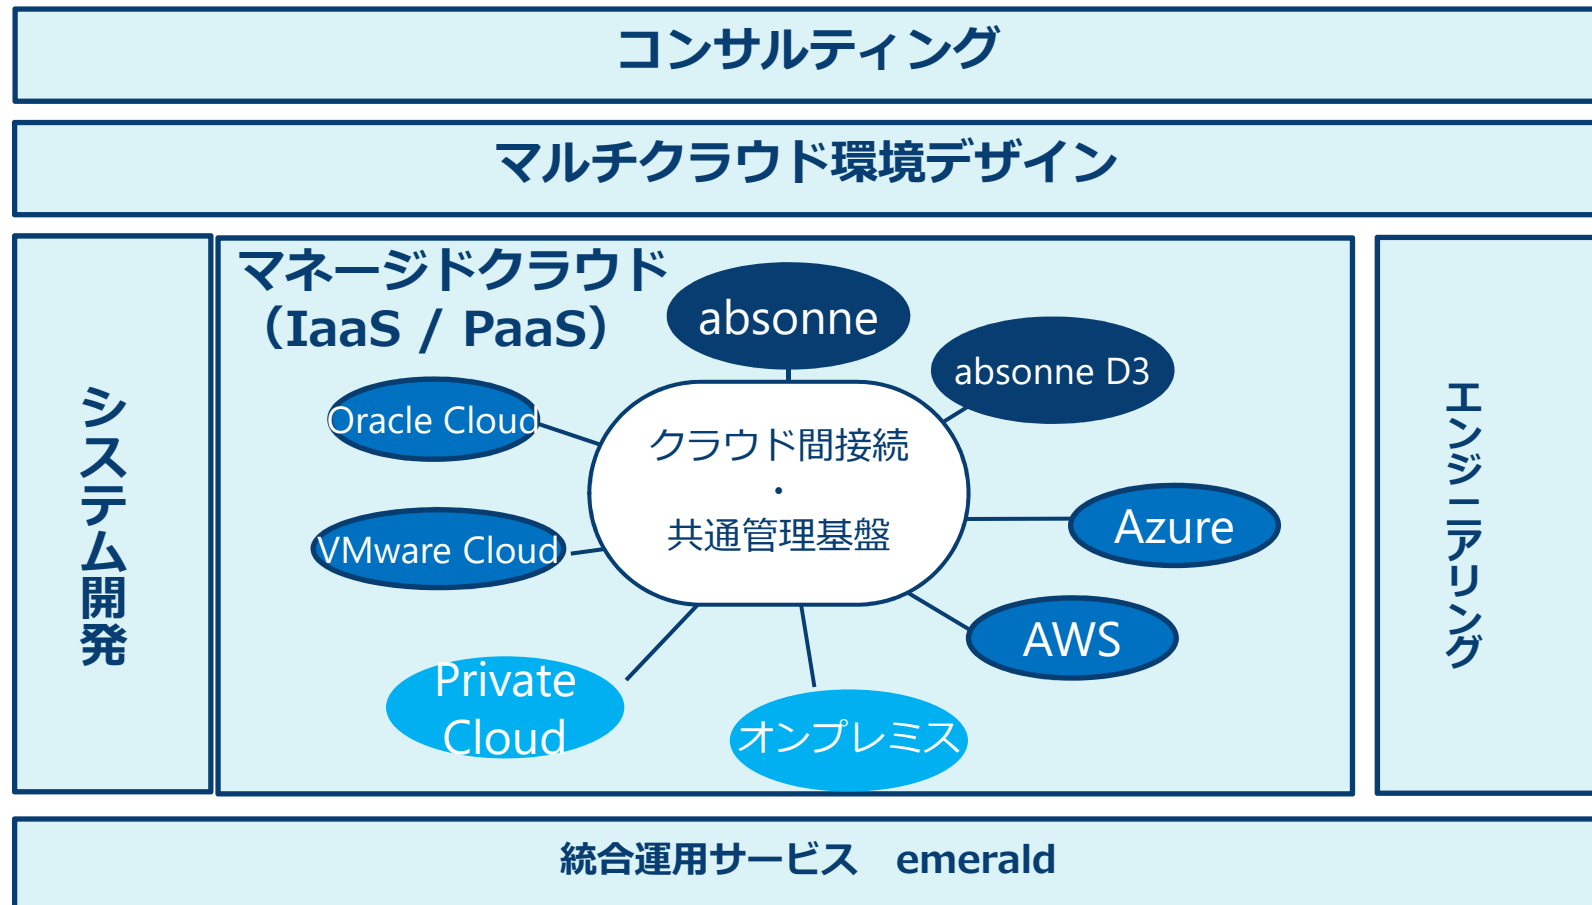 コンサルティング
マルチクラウド環境デザイン
システム開発
マネージドクラウド
（IaaS / PaaS）
absonne
absonne D3
Oracle Cloud
クラウド間接続
・
共通管理基盤
Azure
VMware Cloud
AWS
Private
Cloud
オンプレミス
エンジニアリング
統合運用サービス　emerald